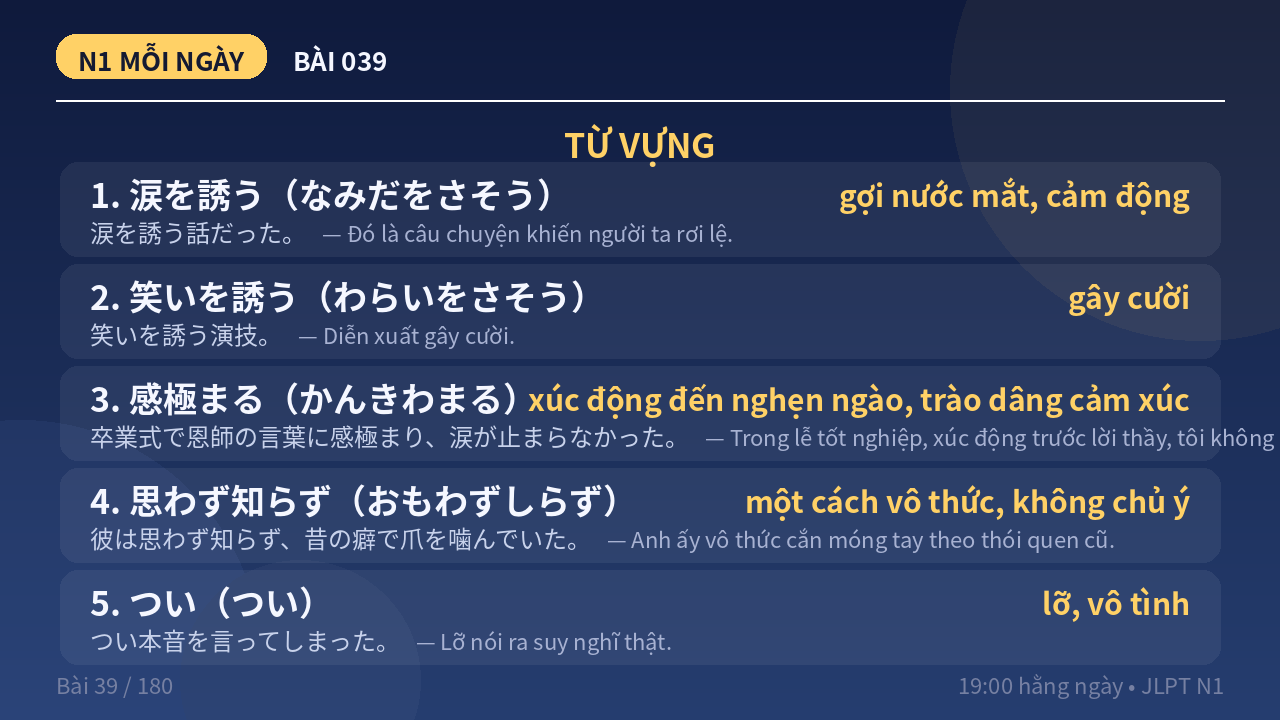 N1 MỖI NGÀY BÀI 039
TỪ VỰNG
1. 涙を誘う（なみだをさそう） gợi nước mắt, cảm động
涙を誘う話だった。 — Đó là câu chuyện khiến người ta rơi lệ.
2. 笑いを誘う（わらいをさそう） gây cười
笑いを誘う演技。 — Diễn xuất gây cười.
3. 感極まる（かんきわまる） xúc động đến nghẹn ngào, trào dâng cảm xúc
卒業式で恩師の言葉に感極まり、涙が止まらなかった。 — Trong lễ tốt nghiệp, xúc động trước lời thầy, tôi không
4. 思わず知らず（おもわずしらず） một cách vô thức, không chủ ý
彼は思わず知らず、昔の癖で爪を噛んでいた。 — Anh ấy vô thức cắn móng tay theo thói quen cũ.
5. つい（つい） lỡ, vô tình
つい本音を言ってしまった。 — Lỡ nói ra suy nghĩ thật.
Bài 39 / 180 19:00 hằng ngày • JLPT N1